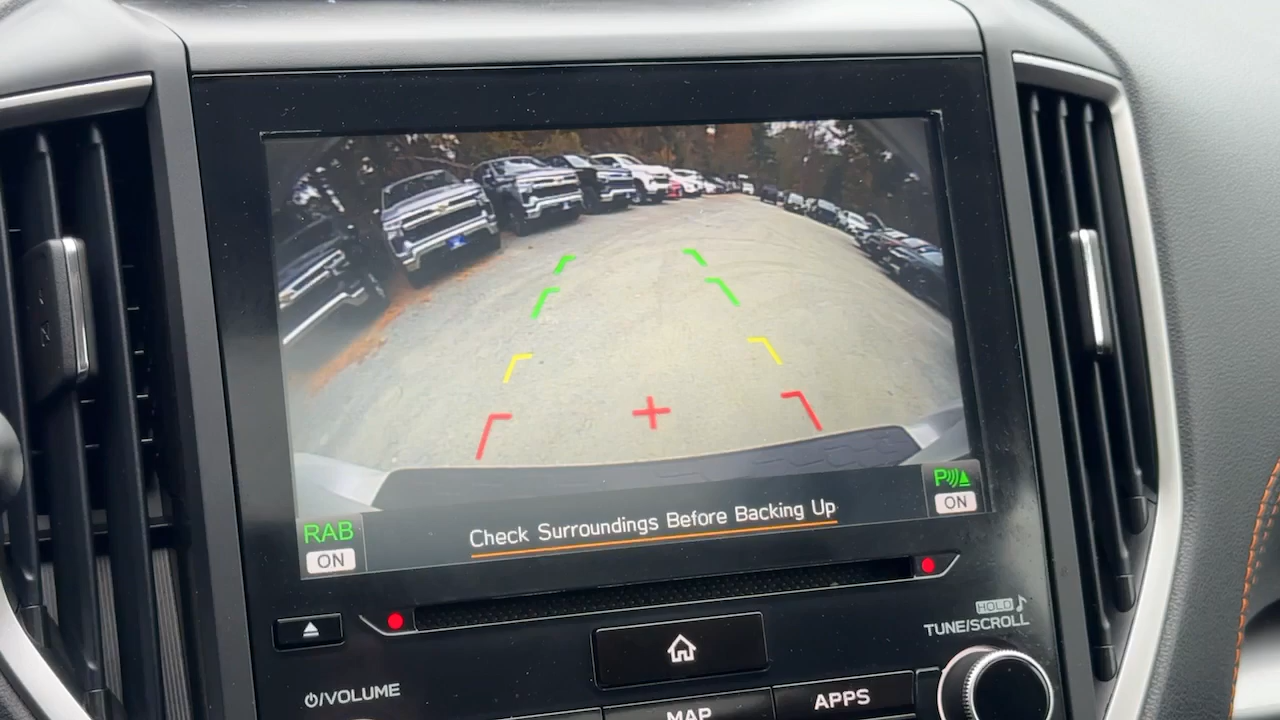 RAB
ON
Check Surroundings Before Backing Up
P
ON
HOLD
TUNE/SCROLL
/VOLUME
MAP
APPS